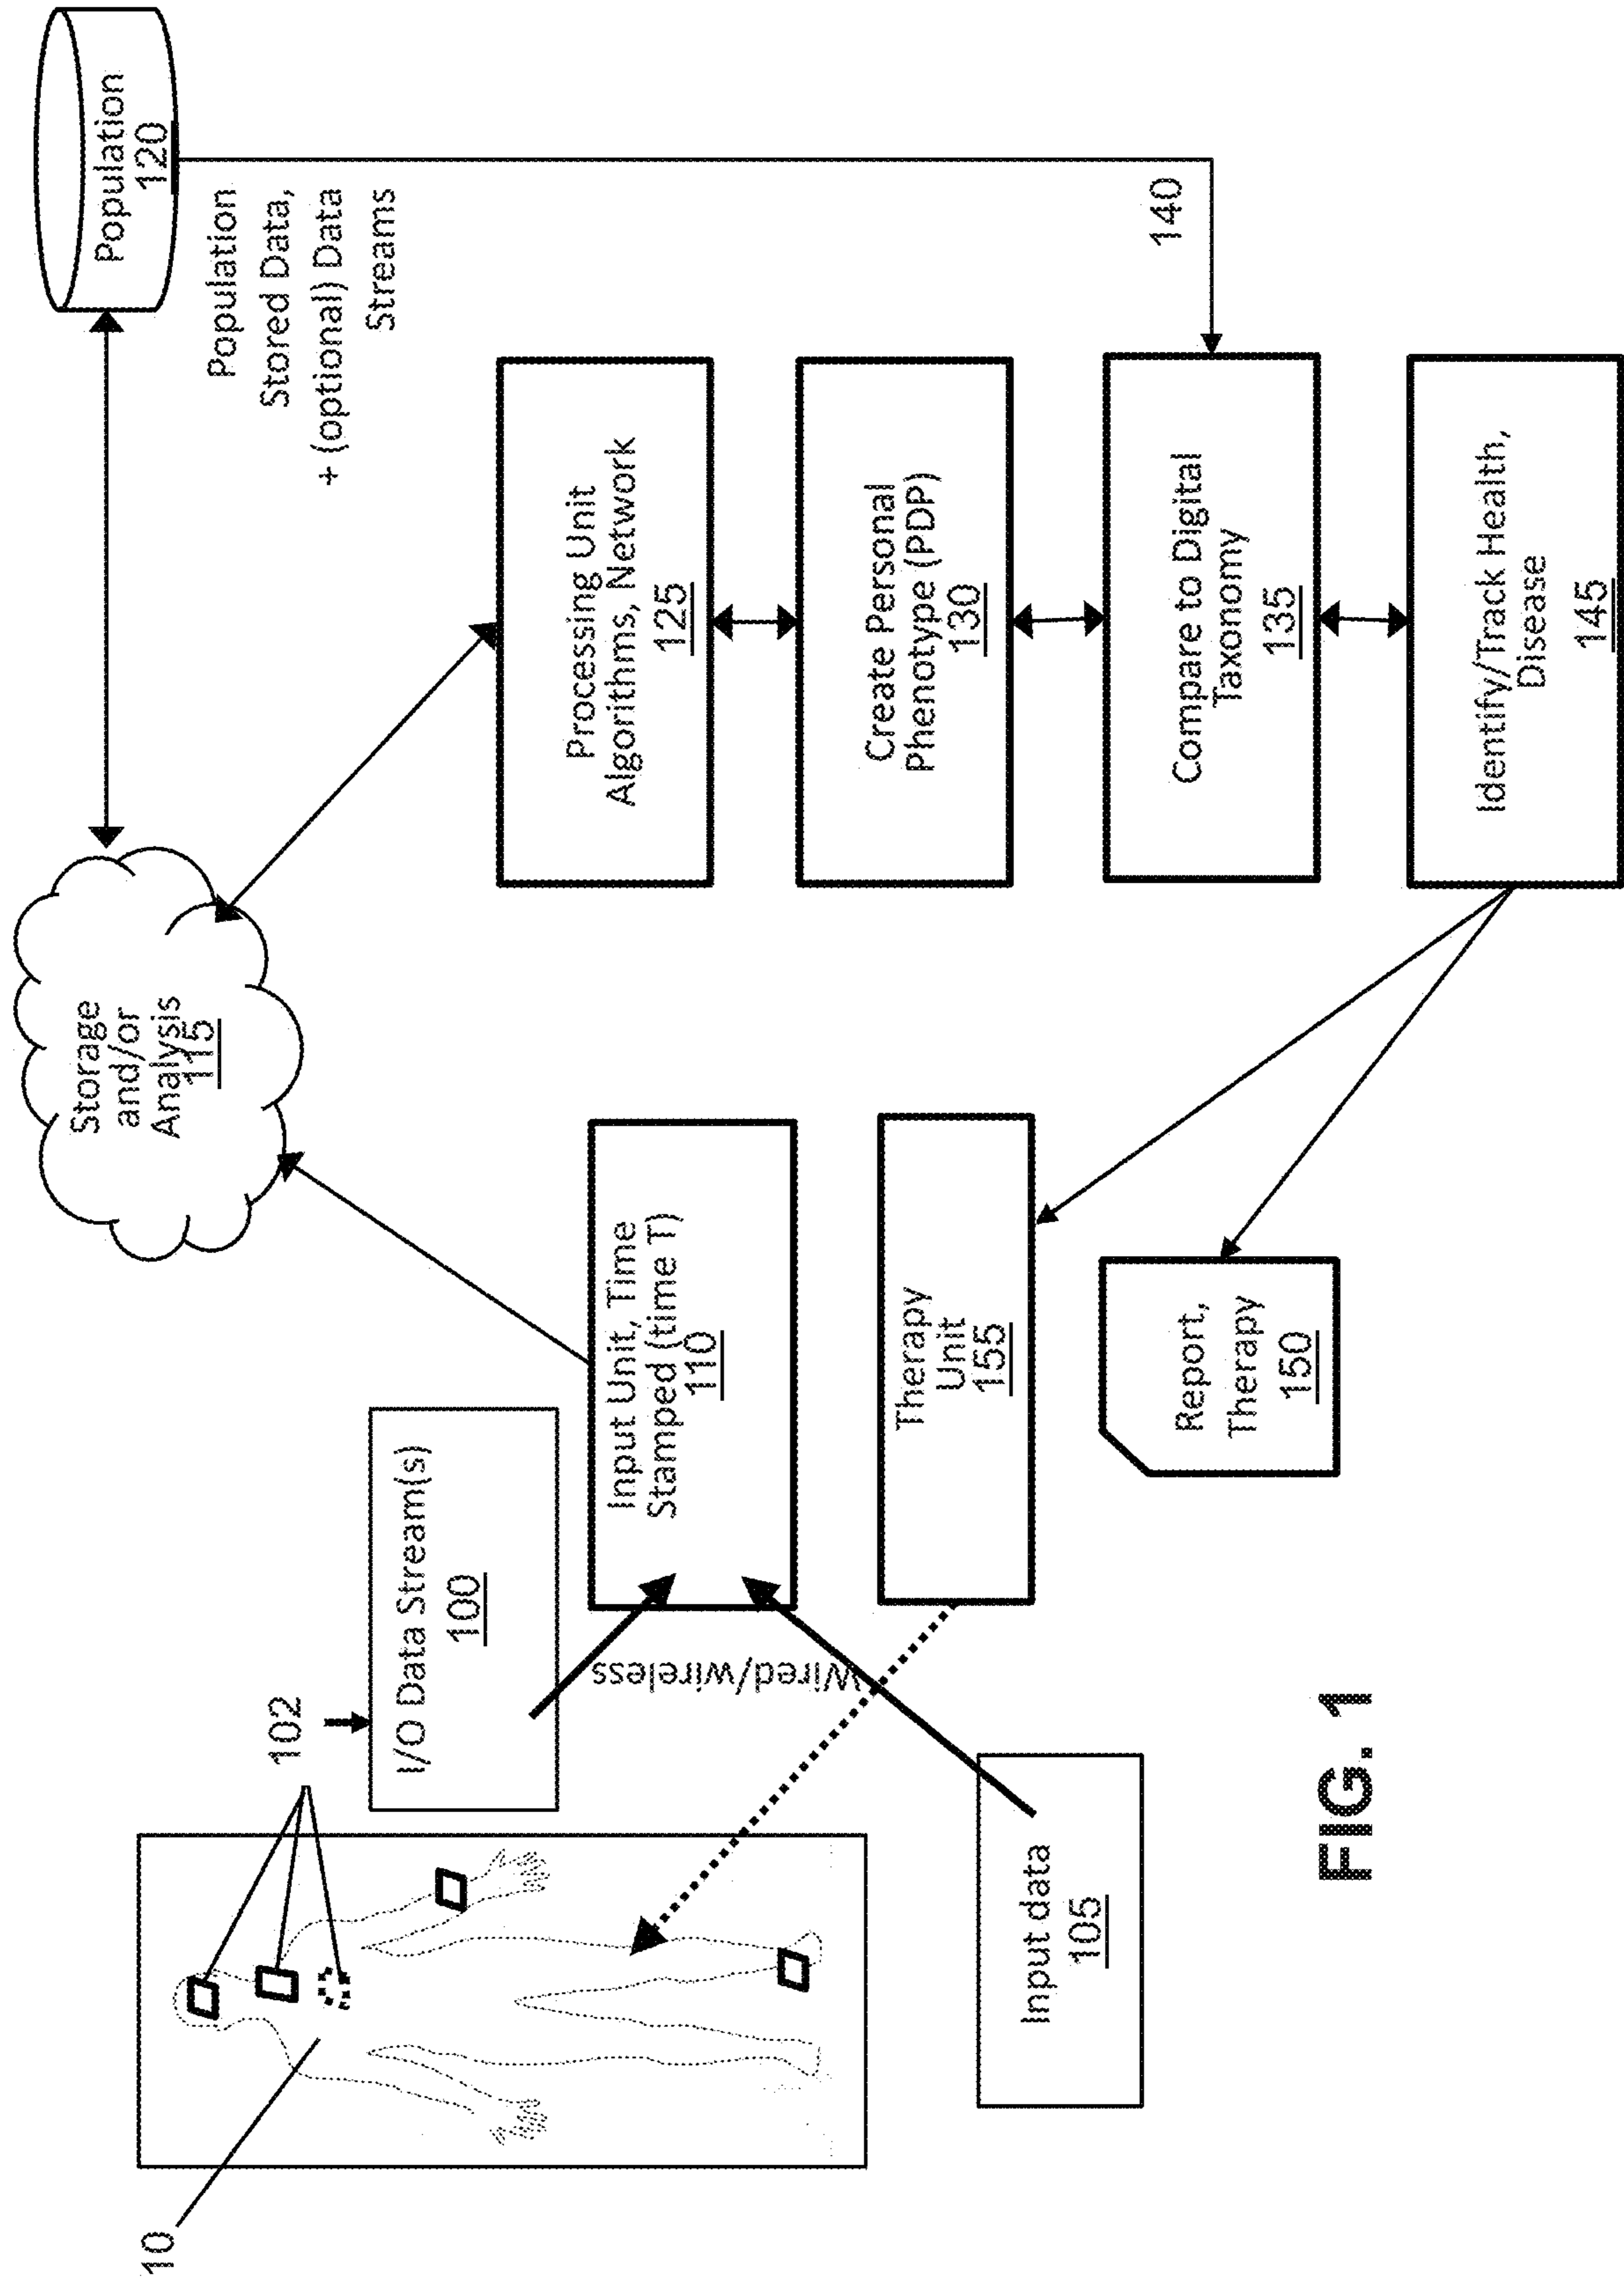 10
102
I/O Data Stream(s)
100
Input data
105
Wired/wireless
Input Unit, Time
Stamped (time T)
110
Therapy
Unit
155
Report,
Therapy
150
Storage
and/or
Analysis
115
Population
120
Population
Stored Data,
+ (optional) Data
Streams
Processing Unit
Algorithms, Network
125
Create Personal
Phenotype (PDP)
130
140
Compare to Digital
Taxonomy
135
Identify/Track Health,
Disease
145
FIG. 1